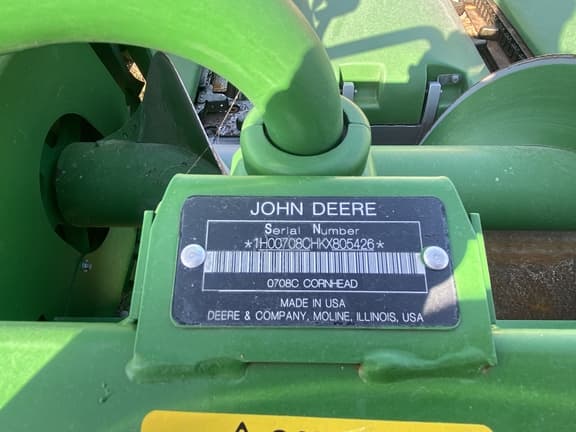 JOHN DEERE
Serial Number
*1H00708CHKX805426*
0708C CORNHEAD
MADE IN USA
DEERE & COMPANY, MOLINE, ILLINOIS, USA